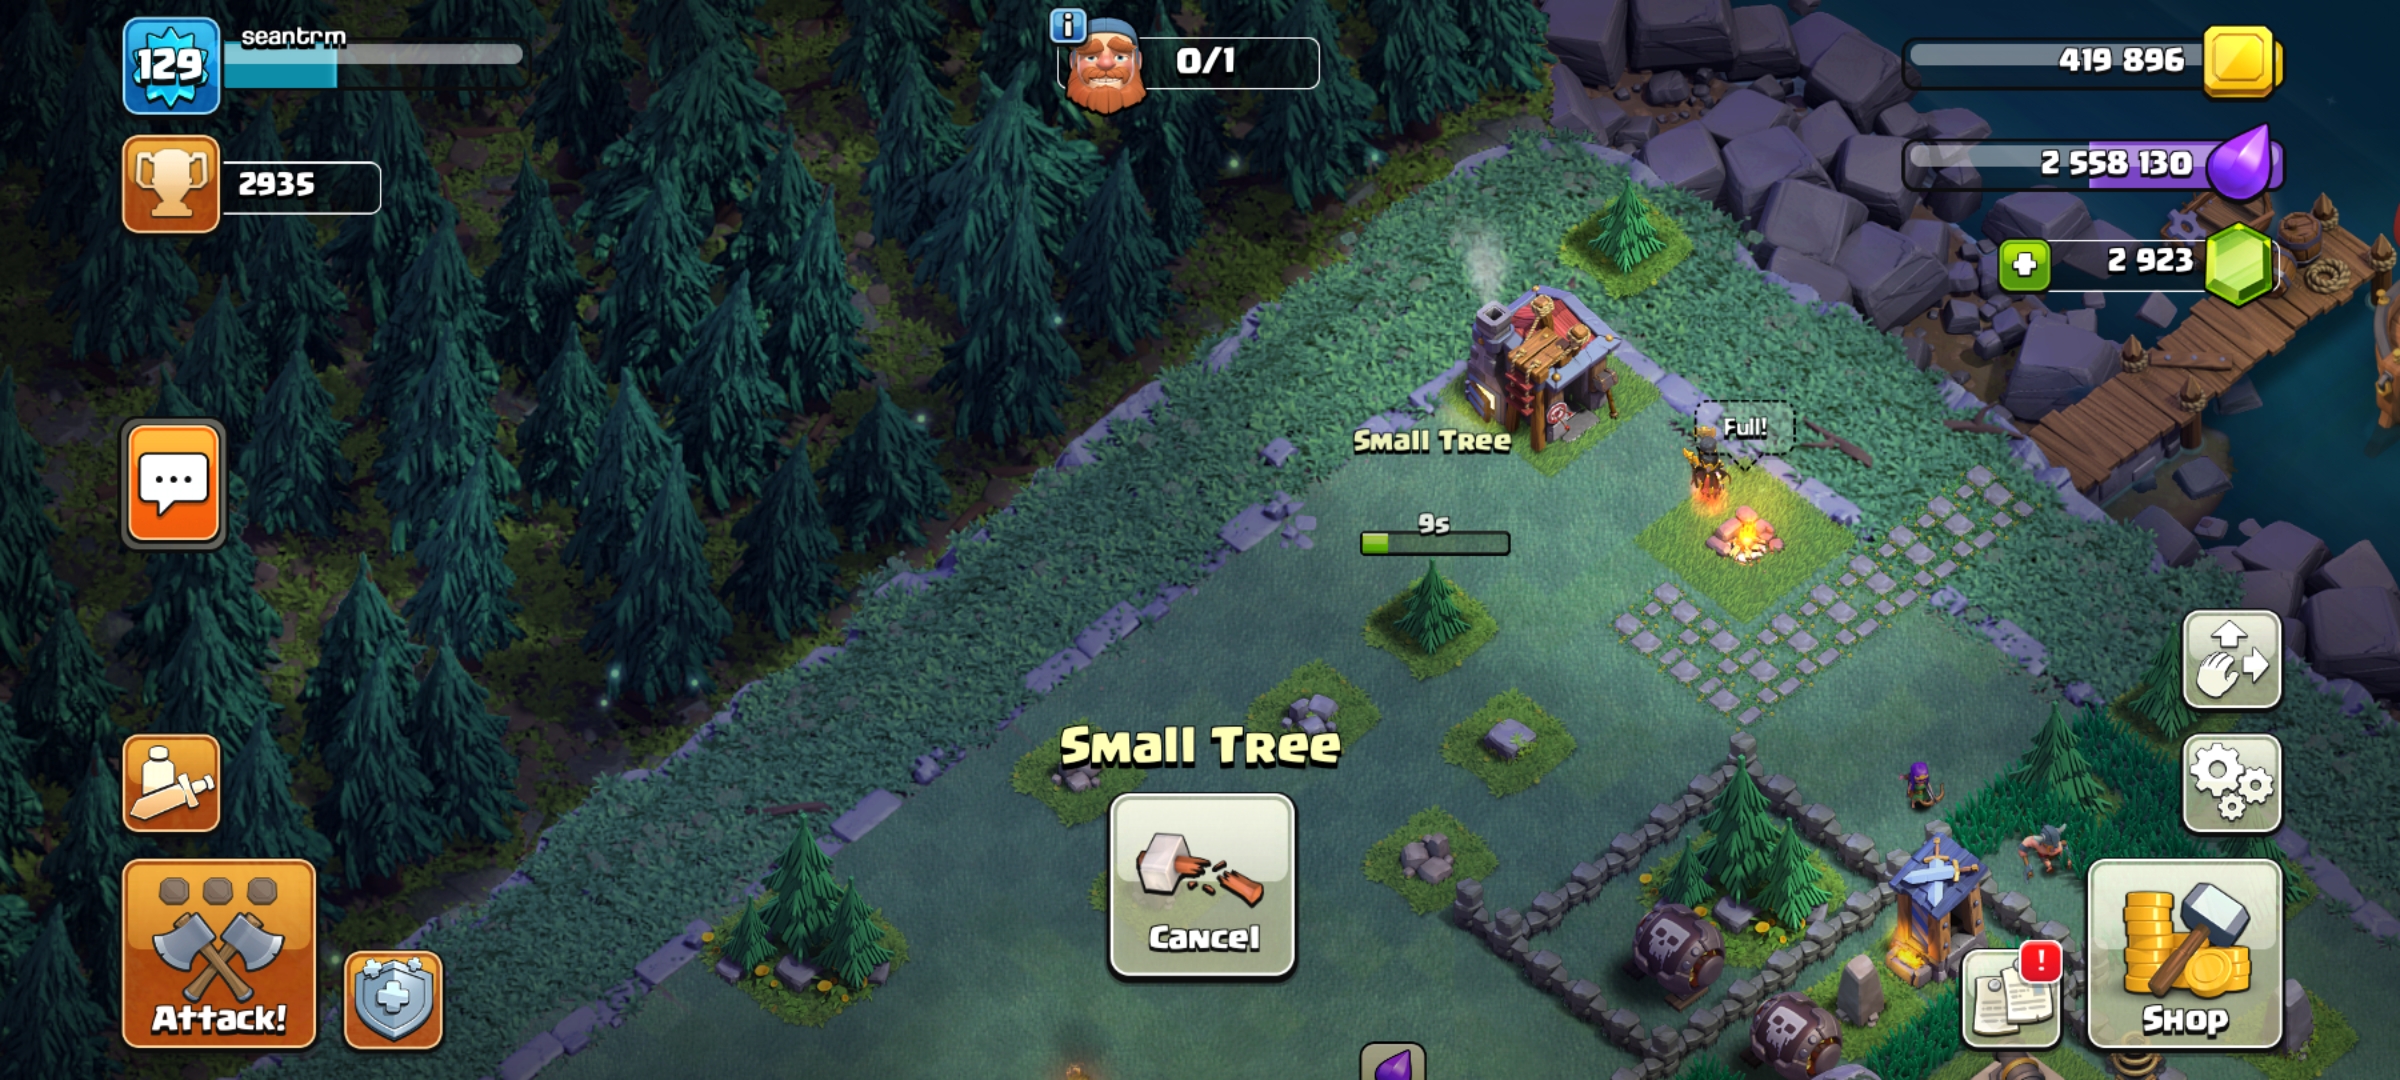 129
seantrm
i
0/1
419 896
2935
2 558 130
2 923
Full!
Small Tree
9s
Small Tree
Cancel
Attack!
!
Shop